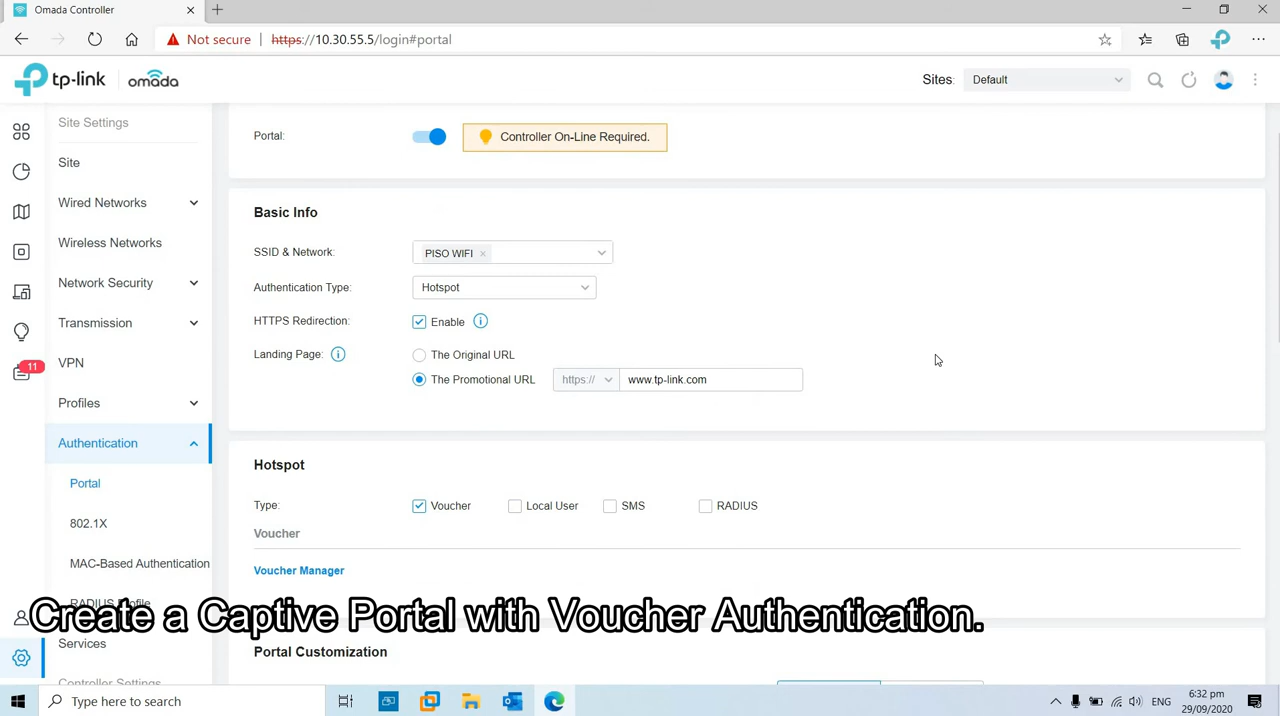 Omada Controller
Not secure https://10.30.55.5/login#portal
tp-link omada
Sites: Default
Site Settings
Site
Wired Networks
Wireless Networks
Network Security
Transmission
VPN
Profiles
Authentication
Portal
802.1X
MAC-Based Authentication
RADIUS Profile
Services
Controller Settings
11
Portal:
Controller On-Line Required.
Basic Info
SSID & Network: PISO WIFI ×
Authentication Type: Hotspot
HTTPS Redirection: Enable
Landing Page: The Original URL
The Promotional URL https:// www.tp-link.com
Hotspot
Type: Voucher Local User SMS RADIUS
Voucher
Voucher Manager
Create a Captive Portal with Voucher Authentication.
Portal Customization
Type here to search
ENG
6:32 pm
29/09/2020